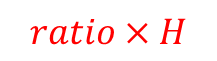 ratio × H